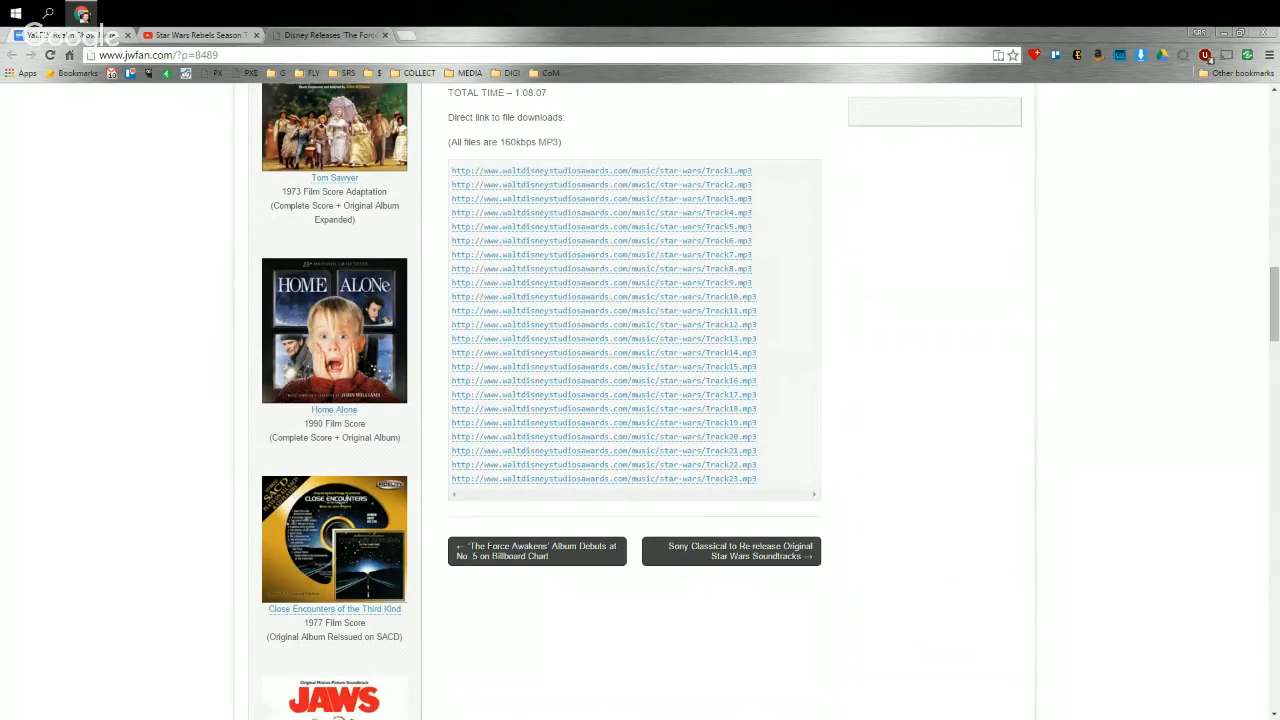 SRS
Google
Star Wars Rebels Season T
Disney Releases 'The Force
www.jwfan.com/?p=8489
Apps
Bookmarks
PX
PXE
G
FLY
SRS
$
COLLECT
MEDIA
DIGI
CoM
Other bookmarks
Tom Sawyer
1973 Film Score Adaptation
(Complete Score + Original Album
Expanded)
HOME ALONE
JOHN WILLIAMS
Home Alone
1990 Film Score
(Complete Score + Original Album)
SACD
FIDELITY
CLOSE ENCOUNTERS
Close Encounters of the Third Kind
1977 Film Score
(Original Album Reissued on SACD)
Original Motion Picture Soundtrack
JAWS
TOTAL TIME – 1:08.07
Direct link to file downloads:
(All files are 160kbps MP3)
http://www.waltdisneystudiosawards.com/music/star-wars/Track1.mp3
http://www.waltdisneystudiosawards.com/music/star-wars/Track2.mp3
http://www.waltdisneystudiosawards.com/music/star-wars/Track3.mp3
http://www.waltdisneystudiosawards.com/music/star-wars/Track4.mp3
http://www.waltdisneystudiosawards.com/music/star-wars/Track5.mp3
http://www.waltdisneystudiosawards.com/music/star-wars/Track6.mp3
http://www.waltdisneystudiosawards.com/music/star-wars/Track7.mp3
http://www.waltdisneystudiosawards.com/music/star-wars/Track8.mp3
http://www.waltdisneystudiosawards.com/music/star-wars/Track9.mp3
http://www.waltdisneystudiosawards.com/music/star-wars/Track10.mp3
http://www.waltdisneystudiosawards.com/music/star-wars/Track11.mp3
http://www.waltdisneystudiosawards.com/music/star-wars/Track12.mp3
http://www.waltdisneystudiosawards.com/music/star-wars/Track13.mp3
http://www.waltdisneystudiosawards.com/music/star-wars/Track14.mp3
http://www.waltdisneystudiosawards.com/music/star-wars/Track15.mp3
http://www.waltdisneystudiosawards.com/music/star-wars/Track16.mp3
http://www.waltdisneystudiosawards.com/music/star-wars/Track17.mp3
http://www.waltdisneystudiosawards.com/music/star-wars/Track18.mp3
http://www.waltdisneystudiosawards.com/music/star-wars/Track19.mp3
http://www.waltdisneystudiosawards.com/music/star-wars/Track20.mp3
http://www.waltdisneystudiosawards.com/music/star-wars/Track21.mp3
http://www.waltdisneystudiosawards.com/music/star-wars/Track22.mp3
http://www.waltdisneystudiosawards.com/music/star-wars/Track23.mp3
← 'The Force Awakens' Album Debuts at
No. 5 on Billboard Chart
Sony Classical to Re-release Original
Star Wars Soundtracks →